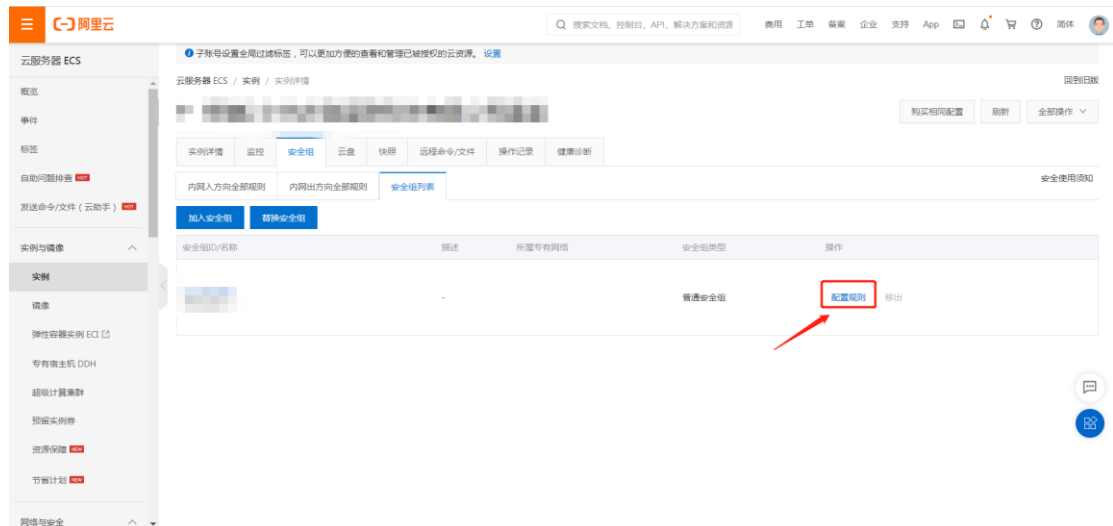 阿里云
搜索文档、控制台、API、解决方案和资源 费用 工单 备案 企业 支持 App 简体
云服务器 ECS
子账号设置全局过滤标签，可以更加方便的查看和管理已被授权的云资源。 设置
云服务器 ECS / 实例 / 实例详情 回到旧版
概览
购买相同配置 刷新 全部操作
事件
标签
实例详情 监控 安全组 云盘 快照 远程命令/文件 操作记录 健康诊断
自助问题排查 HOT
内网入方向全部规则 内网出方向全部规则 安全组列表 安全使用须知
发送命令/文件（云助手） HOT
加入安全组 替换安全组
实例与镜像
安全组ID/名称 描述 所属专有网络 安全组类型 操作
实例
- 普通安全组 配置规则 移出
镜像
弹性容器实例 ECI
专有宿主机 DDH
超级计算集群
预留实例券
资源保障 NEW
节省计划 NEW
网络与安全